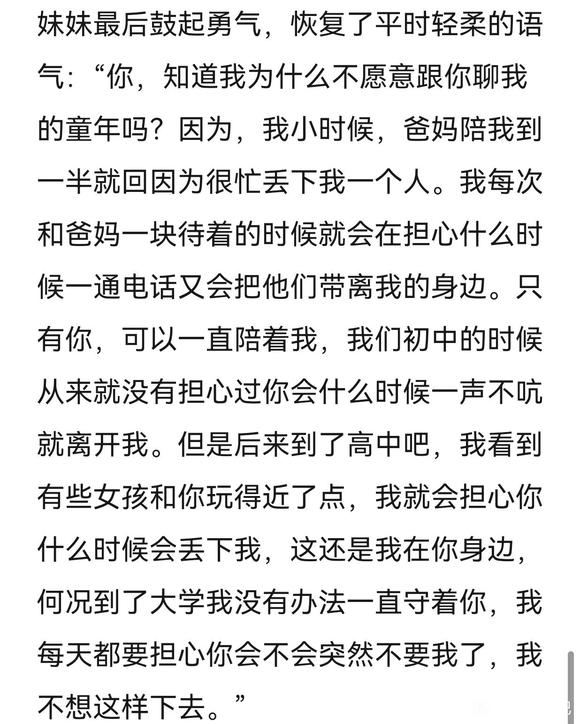 妹妹最后鼓起勇气，恢复了平时轻柔的语
气：“你，知道我为什么不愿意跟你聊我
的童年吗？因为，我小时候，爸妈陪我到
一半就回因为很忙丢下我一个人。我每次
和爸妈一块待着的时候就会在担心什么时
候一通电话又会把他们带离我的身边。只
有你，可以一直陪着我，我们初中的时候
从来就没有担心过你会什么时候一声不吭
就离开我。但是后来到了高中吧，我看到
有些女孩和你玩得近了点，我就会担心你
什么时候会丢下我，这还是我在你身边，
何况到了大学我没有办法一直守着你，我
每天都要担心你会不会突然不要我了，我
不想这样下去。”